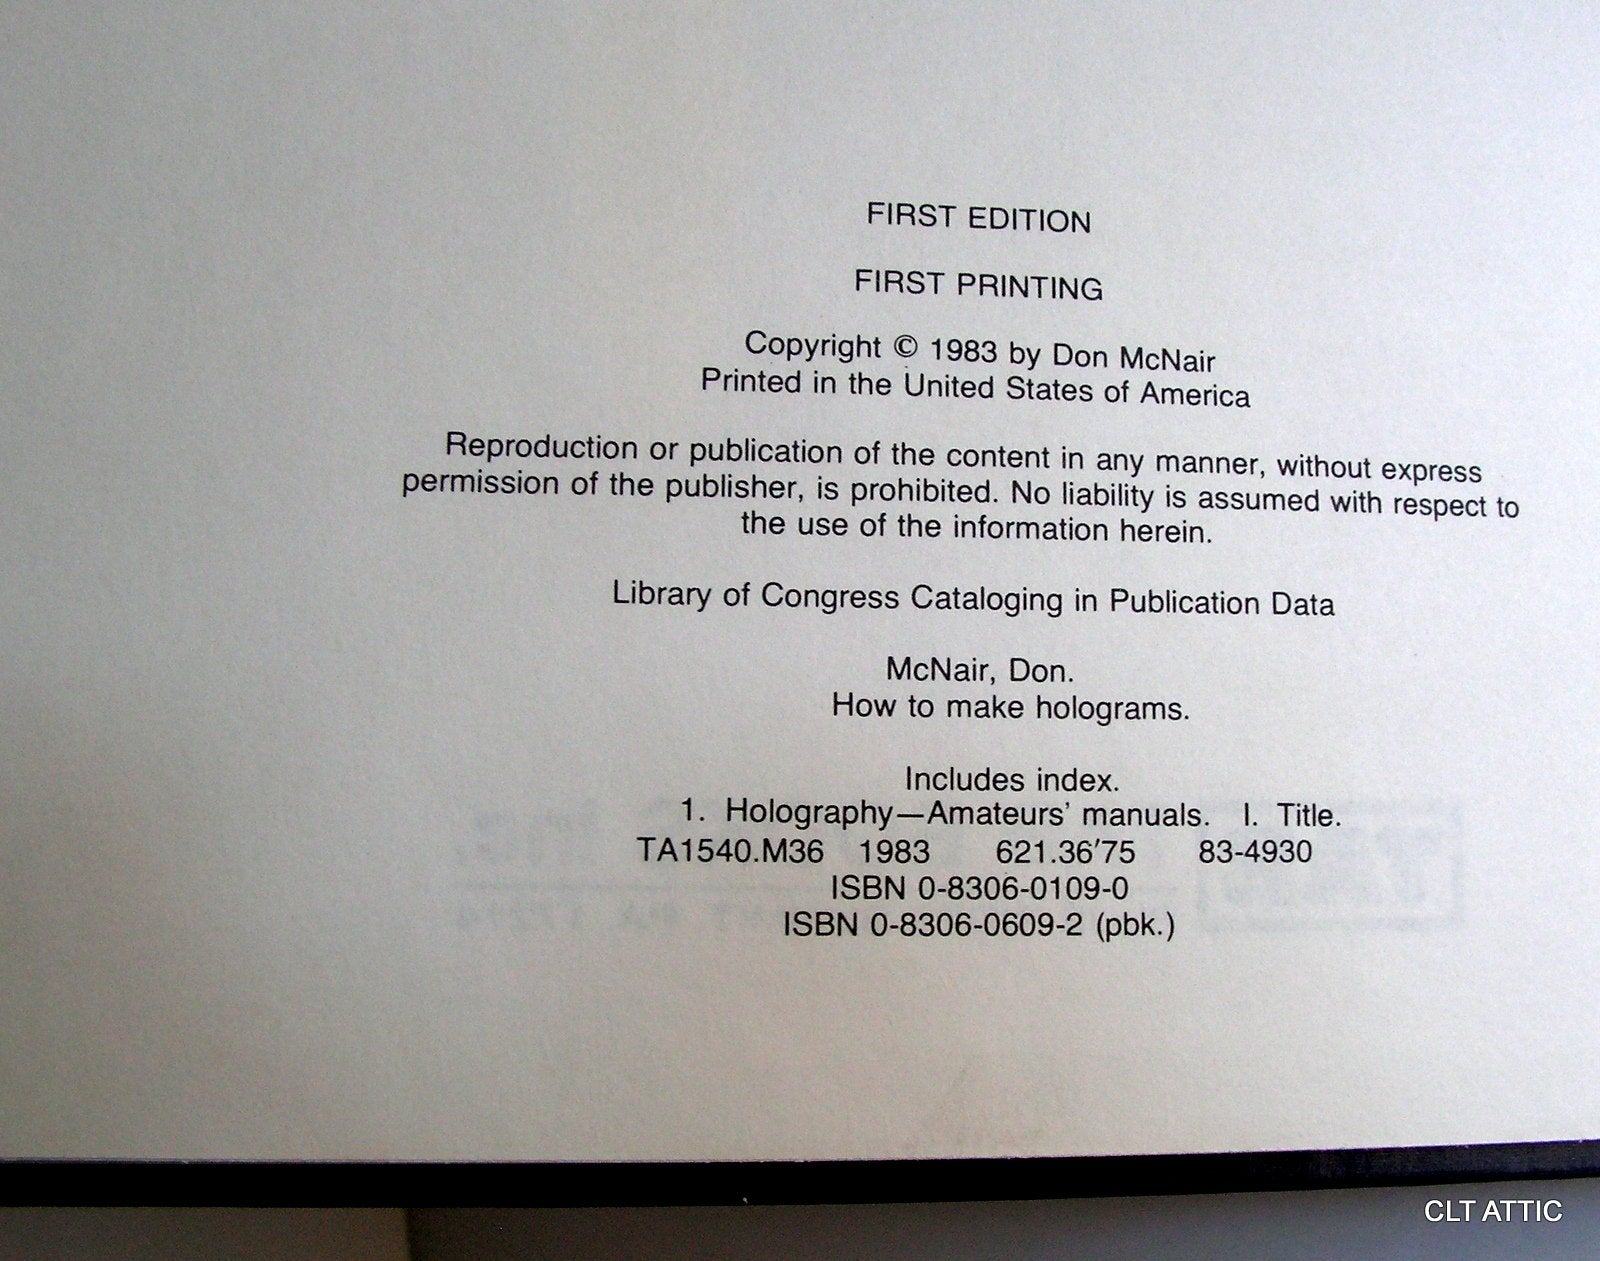 FIRST EDITION
FIRST PRINTING
Copyright © 1983 by Don McNair
Printed in the United States of America
Reproduction or publication of the content in any manner, without express
permission of the publisher, is prohibited. No liability is assumed with respect to
the use of the information herein.
Library of Congress Cataloging in Publication Data
McNair, Don.
How to make holograms.
Includes index.
1. Holography—Amateurs' manuals. I. Title.
TA1540.M36 1983 621.36'75 83-4930
ISBN 0-8306-0109-0
ISBN 0-8306-0609-2 (pbk.)
CLT ATTIC